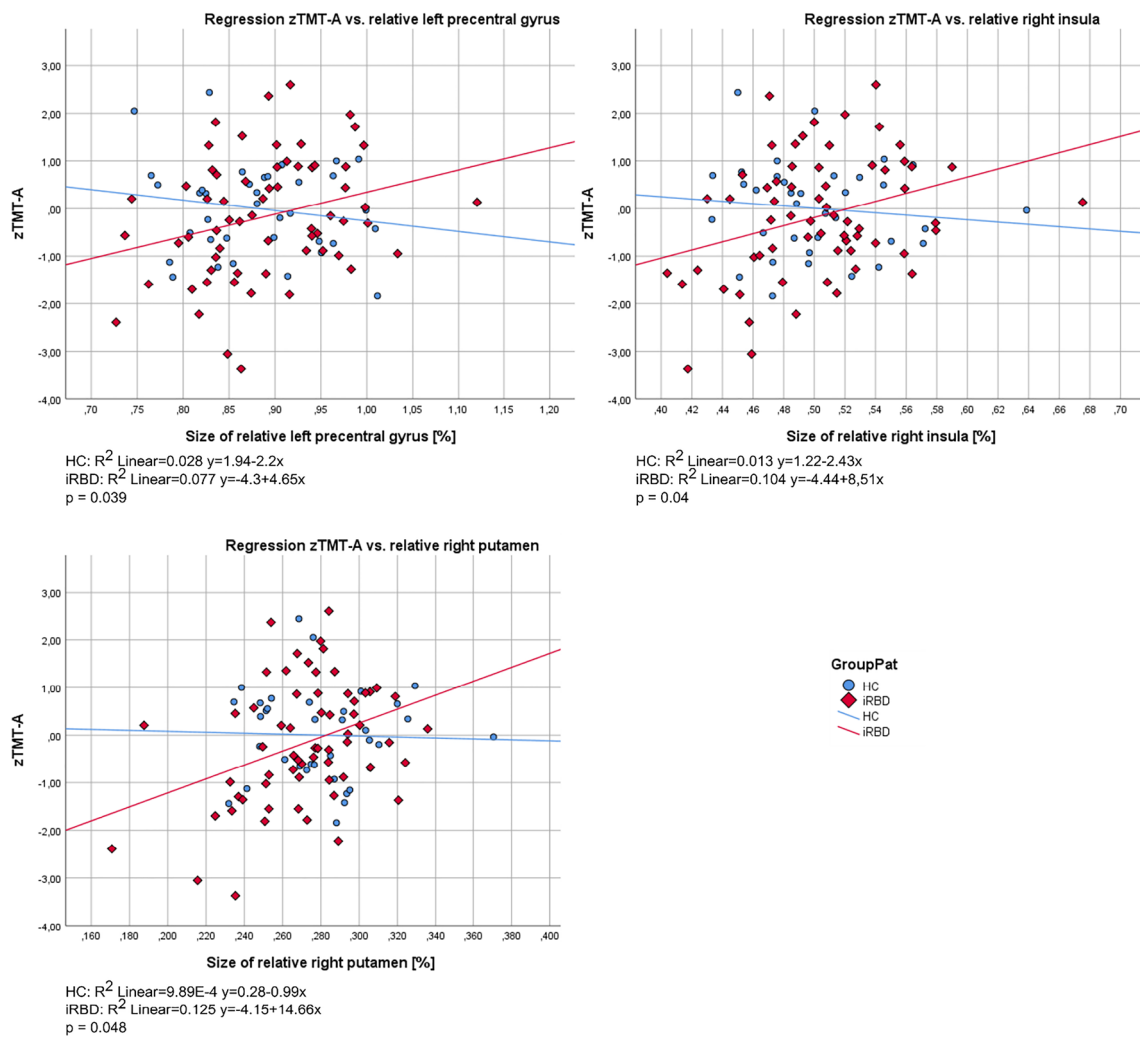 Regression zTMT-A vs. relative left precentral gyrus
zTMT-A
3,00
2,00
1,00
,00
-1,00
-2,00
-3,00
-4,00
,70 ,75 ,80 ,85 ,90 ,95 1,00 1,05 1,10 1,15 1,20
Size of relative left precentral gyrus [%]
HC: R² Linear=0.028 y=1.94-2.2x
iRBD: R² Linear=0.077 y=-4.3+4.65x
p = 0.039
Regression zTMT-A vs. relative right insula
zTMT-A
3,00
2,00
1,00
,00
-1,00
-2,00
-3,00
-4,00
,40 ,42 ,44 ,46 ,48 ,50 ,52 ,54 ,56 ,58 ,60 ,62 ,64 ,66 ,68 ,70
Size of relative right insula [%]
HC: R² Linear=0.013 y=1.22-2.43x
iRBD: R² Linear=0.104 y=-4.44+8,51x
p = 0.04
Regression zTMT-A vs. relative right putamen
zTMT-A
3,00
2,00
1,00
,00
-1,00
-2,00
-3,00
-4,00
,160 ,180 ,200 ,220 ,240 ,260 ,280 ,300 ,320 ,340 ,360 ,380 ,400
Size of relative right putamen [%]
HC: R² Linear=9.89E-4 y=0.28-0.99x
iRBD: R² Linear=0.125 y=-4.15+14.66x
p = 0.048
GroupPat
HC
iRBD
HC
iRBD